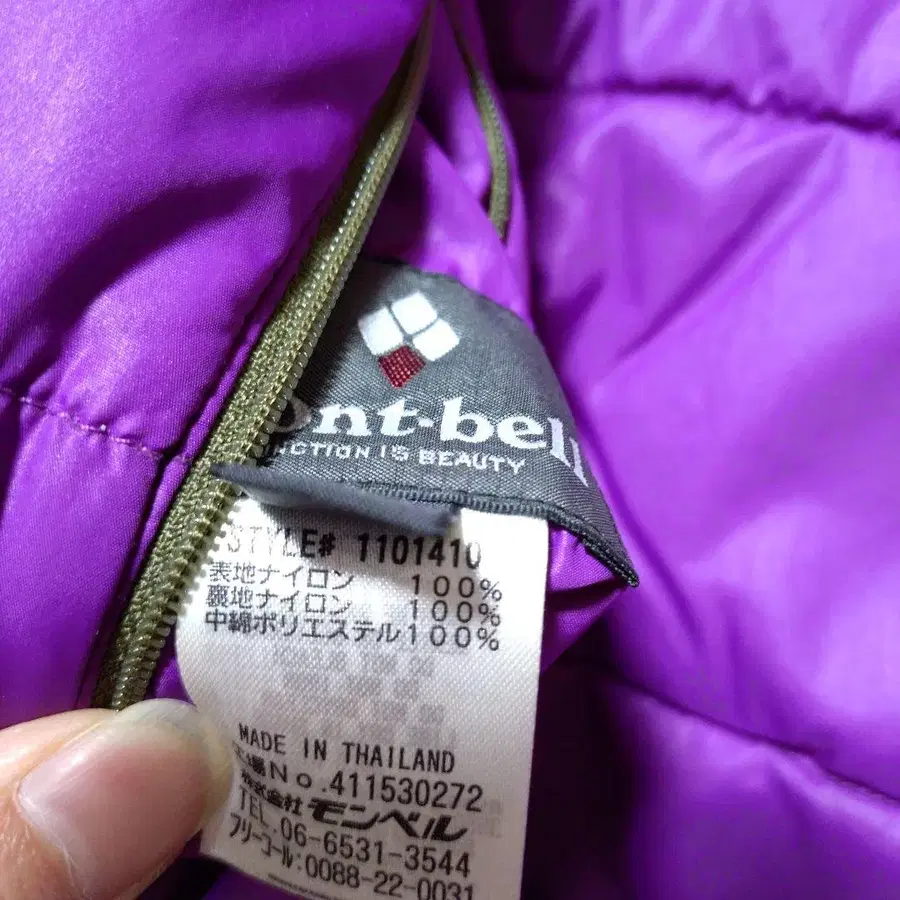 ont-bell
NCTION IS BEAUTY
STYLE# 1101410
表地ナイロン 100%
裏地ナイロン 100%
中綿ポリエステル100%
MADE IN THAILAND
工場No.411530272
株式会社モンベル
TEL.06-6531-3544
フリーコール:0088-22-0031